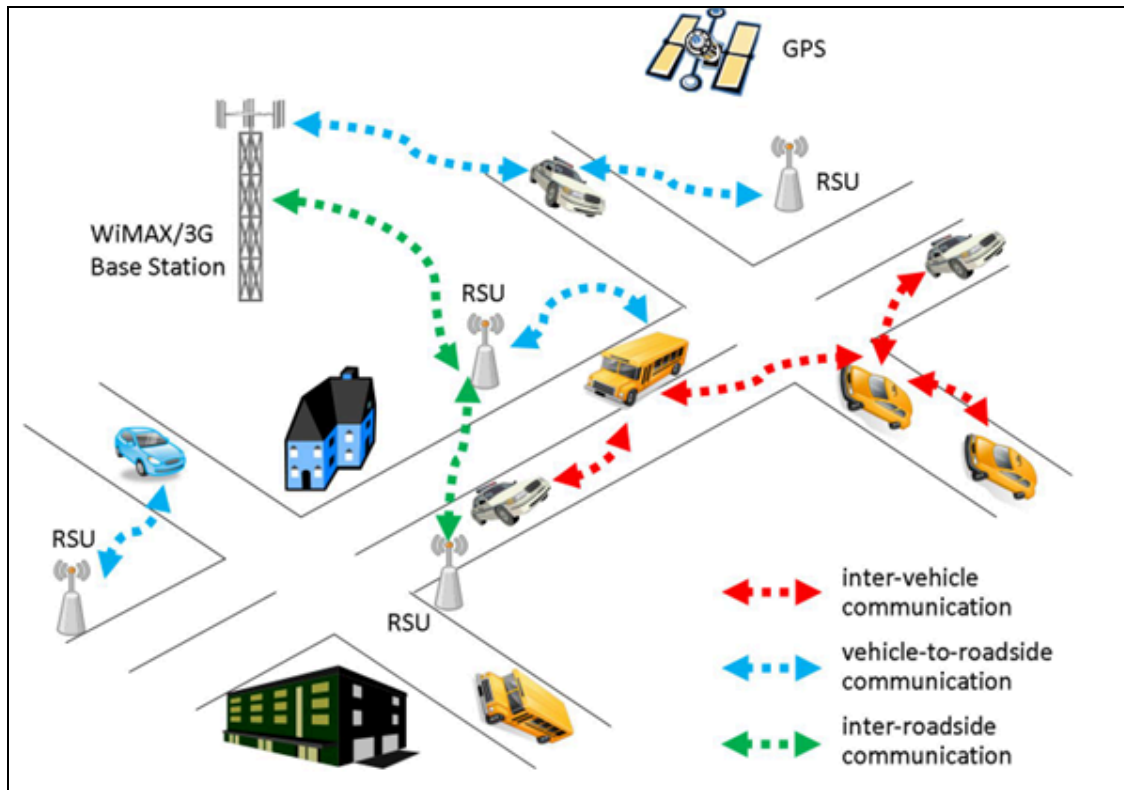 GPS
RSU
WiMAX/3G
Base Station
RSU
RSU
RSU
inter-vehicle
communication
vehicle-to-roadside
communication
inter-roadside
communication